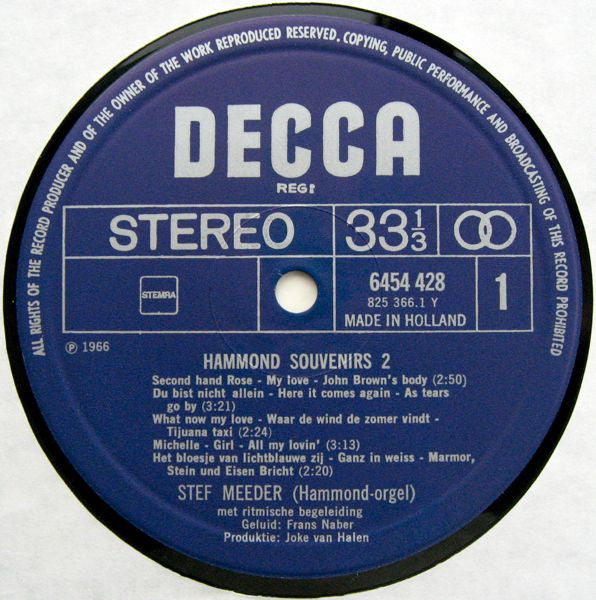 ALL RIGHTS OF THE RECORD PRODUCER AND OF THE OWNER OF THE WORK REPRODUCED RESERVED. COPYING, PUBLIC PERFORMANCE AND BROADCASTING OF THIS RECORD PROHIBITED
DECCA
REGD
STEREO
33 1/3
STEMRA
6454 428
825 366.1 Y
MADE IN HOLLAND
1
℗ 1966
HAMMOND SOUVENIRS 2
Second hand Rose - My love - John Brown's body (2:50)
Du bist nicht allein - Here it comes again - As tears
go by (3:21)
What now my love - Waar de wind de zomer vindt -
Tijuana taxi (2:24)
Michelle - Girl - All my lovin' (3:13)
Het bloesje van lichtblauwe zij - Ganz in weiss - Marmor,
Stein und Eisen Bricht (2:20)
STEF MEEDER (Hammond-orgel)
met ritmische begeleiding
Geluid: Frans Naber
Produktie: Joke van Halen